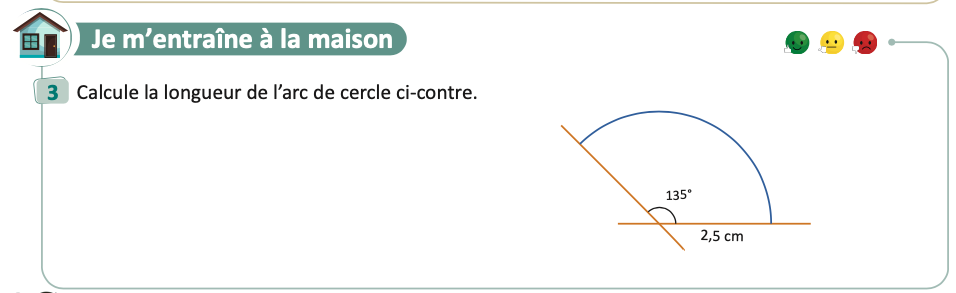 Je m’entraîne à la maison
3 Calcule la longueur de l’arc de cercle ci-contre.
135°
2,5 cm